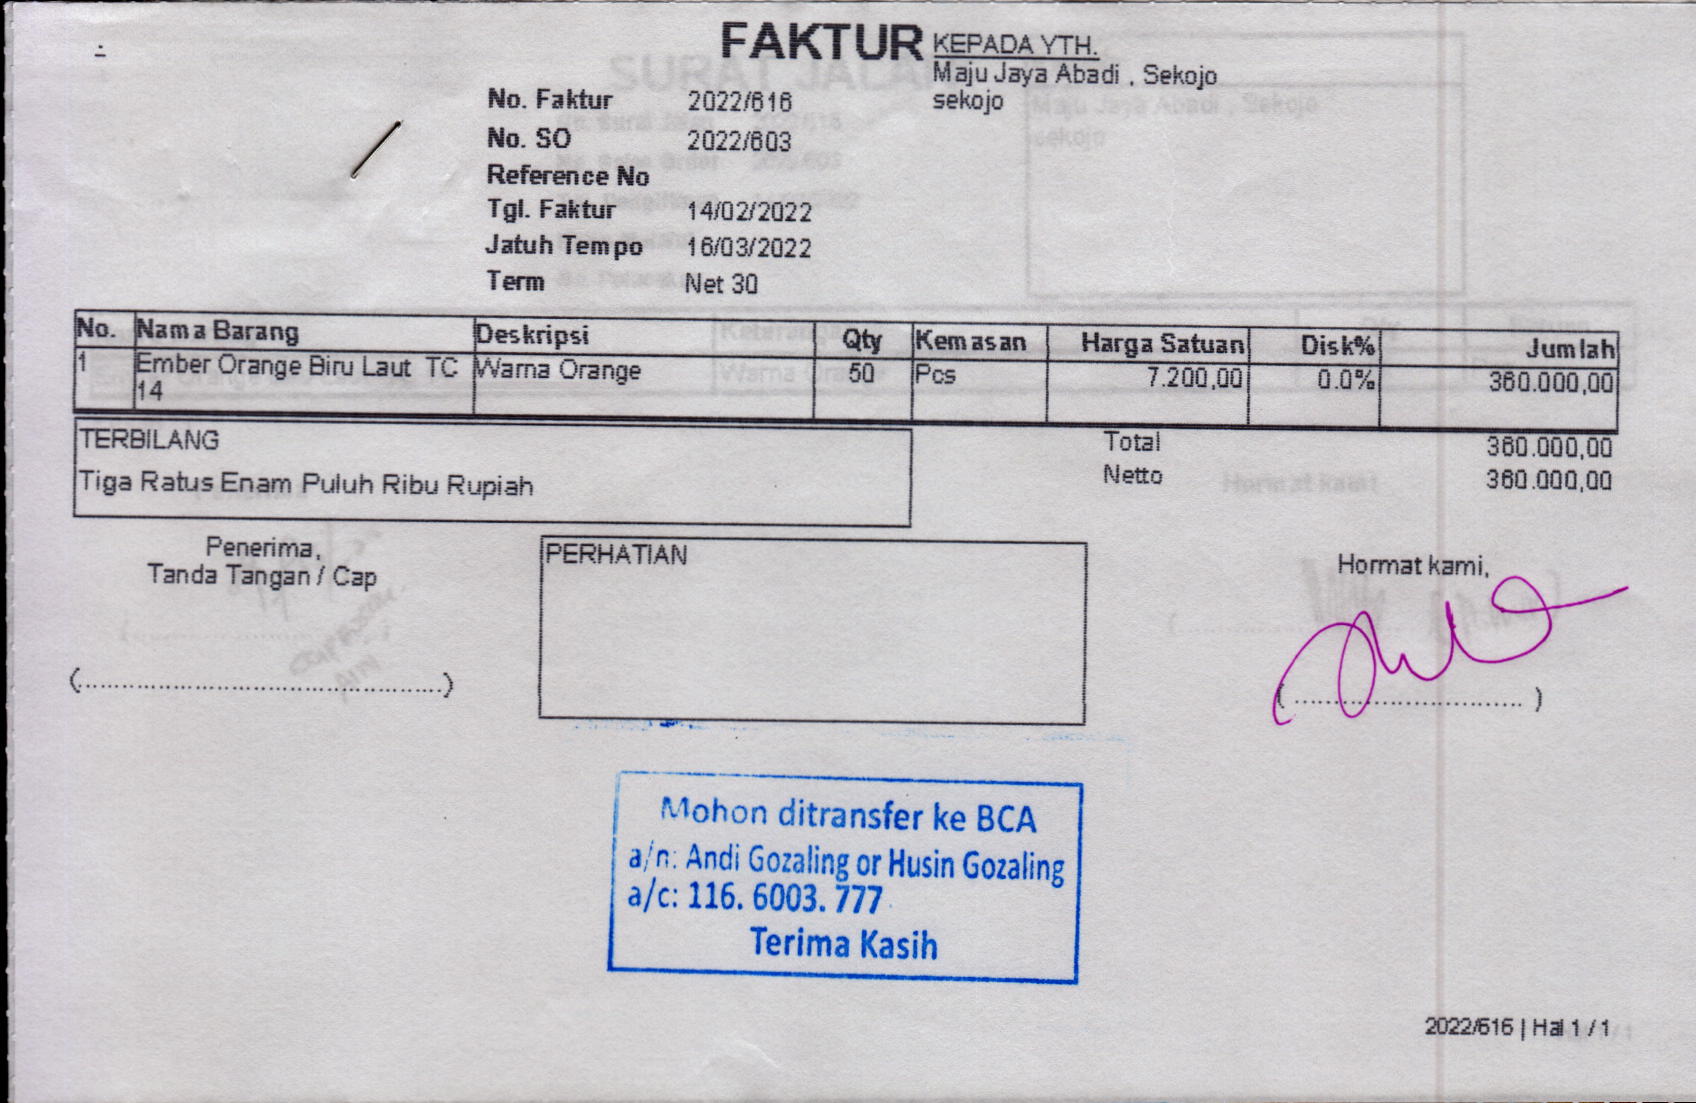 FAKTUR
KEPADA YTH.
Maju Jaya Abadi , Sekojo
sekojo
No. Faktur 2022/616
No. SO 2022/603
Reference No
Tgl. Faktur 14/02/2022
Jatuh Tempo 16/03/2022
Term Net 30
No. Nama Barang Deskripsi Qty Kemasan Harga Satuan Disk% Jumlah
1 Ember Orange Biru Laut TC Warna Orange 50 Pcs 7.200,00 0.0% 360.000,00
14
TERBILANG
Tiga Ratus Enam Puluh Ribu Rupiah
Total 360.000,00
Netto 360.000,00
Penerima,
Tanda Tangan / Cap
(.................................................)
PERHATIAN
Hormat kami,
(............................... )
Mohon ditransfer ke BCA
a/n: Andi Gozaling or Husin Gozaling
a/c: 116. 6003. 777
Terima Kasih
2022/616 | Hal 1 / 1